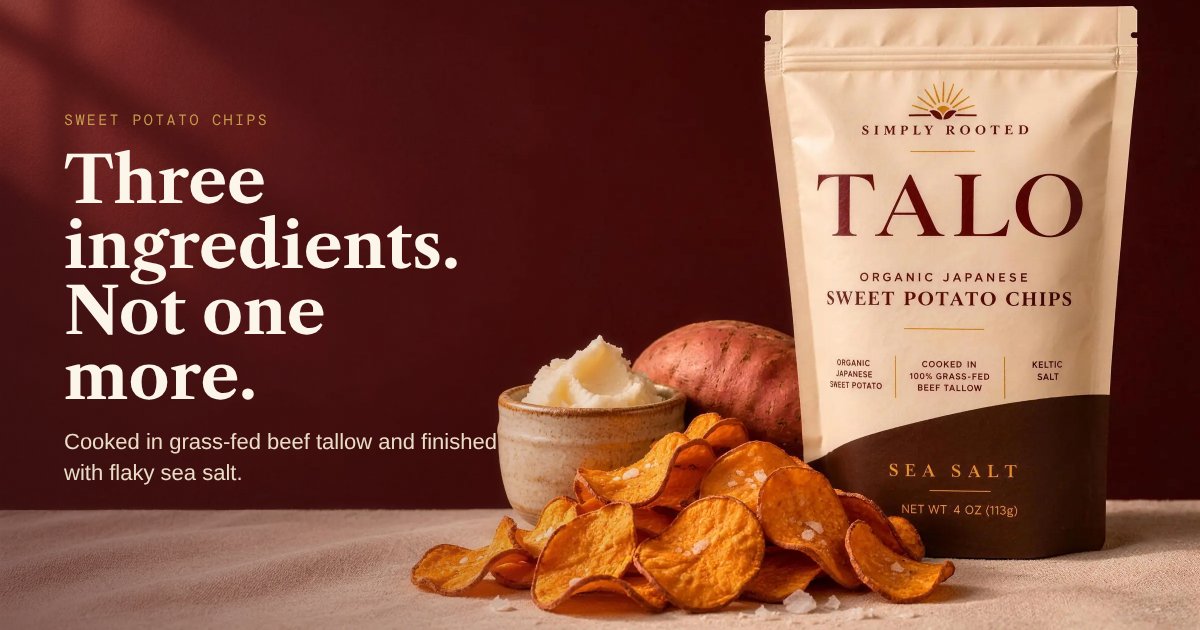 SWEET POTATO CHIPS
Three
ingredients.
Not one
more.
Cooked in grass-fed beef tallow and finished
with flaky sea salt.
SIMPLY ROOTED
TALO
ORGANIC JAPANESE
SWEET POTATO CHIPS
ORGANIC
JAPANESE
SWEET POTATO
COOKED IN
100% GRASS-FED
BEEF TALLOW
KELTIC
SALT
SEA SALT
NET WT 4 OZ (113g)